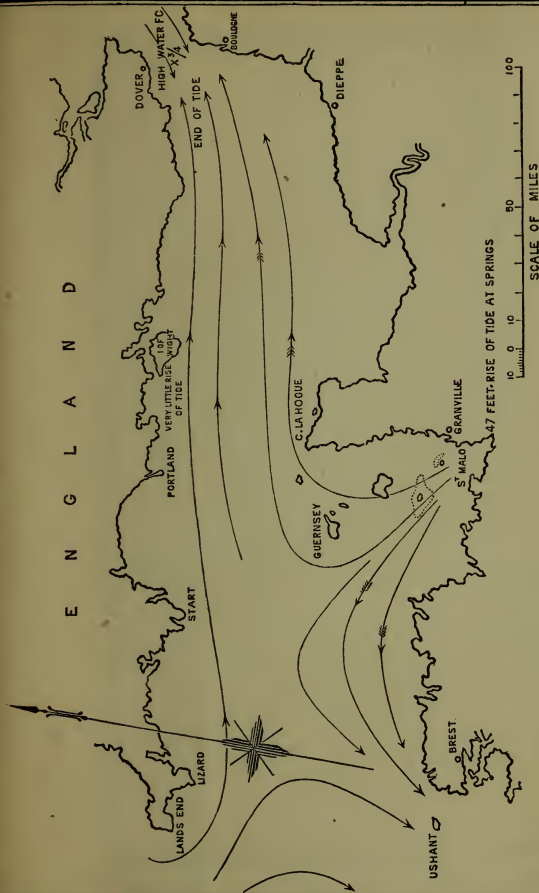 ENGLAND
DOVER
HIGH WATER F.C.
X 3/4
BOULOGNE
END OF TIDE
DIEPPE
I. OF
WIGHT
VERY LITTLE RISE
OF TIDE
PORTLAND
START
LIZARD
LANDS END
C. LA HOGUE
GUERNSEY
GRANVILLE
ST MALO
47 FEET-RISE OF TIDE AT SPRINGS
BREST.
USHANT
10 0 10 50 100
SCALE OF MILES